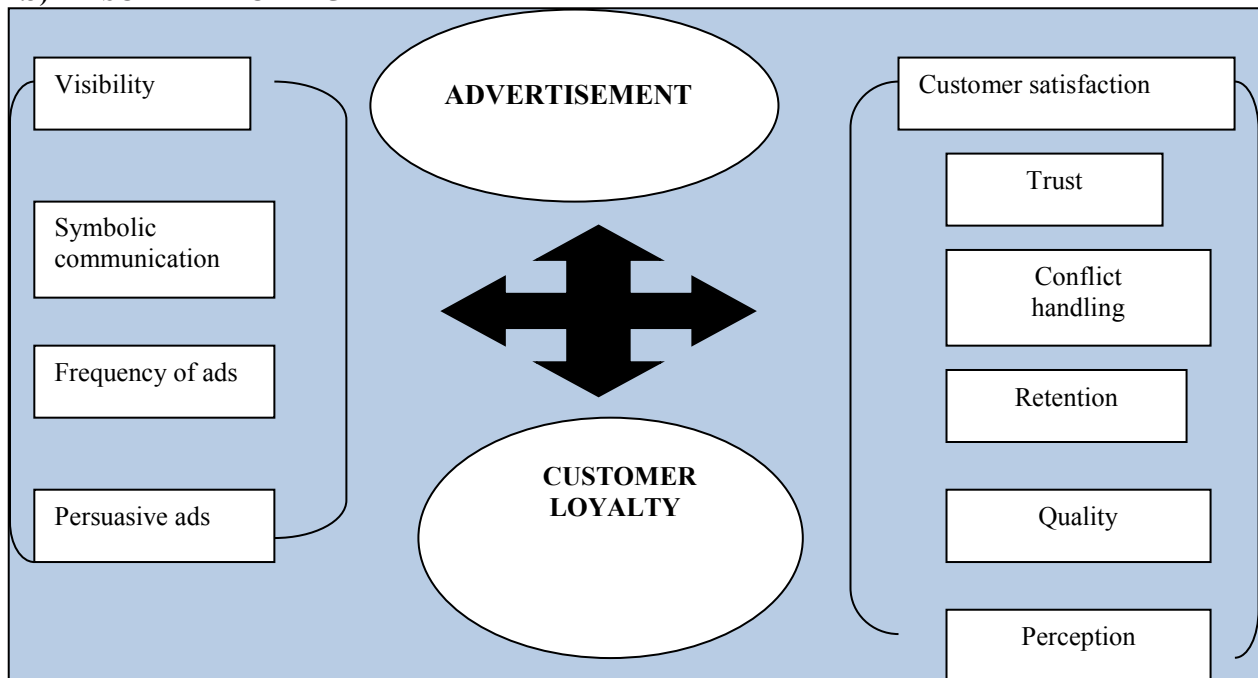 Visibility
Symbolic
communication
Frequency of ads
Persuasive ads
ADVERTISEMENT
CUSTOMER
LOYALTY
Customer satisfaction
Trust
Conflict
handling
Retention
Quality
Perception